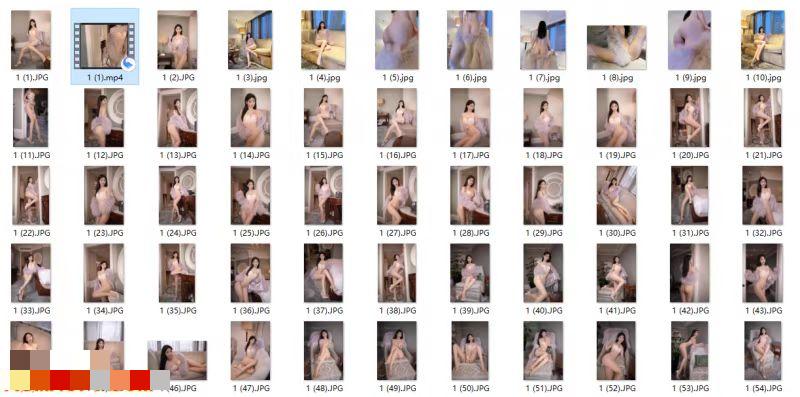 1 (1).JPG 1 (1).mp4 1 (2).JPG 1 (3).jpg 1 (4).jpg 1 (5).jpg 1 (6).jpg 1 (7).jpg 1 (8).jpg 1 (9).jpg 1 (10).jpg
1 (11).JPG 1 (12).JPG 1 (13).JPG 1 (14).JPG 1 (15).JPG 1 (16).JPG 1 (17).JPG 1 (18).JPG 1 (19).JPG 1 (20).JPG 1 (21).JPG
1 (22).JPG 1 (23).JPG 1 (24).JPG 1 (25).JPG 1 (26).JPG 1 (27).JPG 1 (28).JPG 1 (29).JPG 1 (30).JPG 1 (31).JPG 1 (32).JPG
1 (33).JPG 1 (34).JPG 1 (35).JPG 1 (36).JPG 1 (37).JPG 1 (38).JPG 1 (39).JPG 1 (40).JPG 1 (41).JPG 1 (42).JPG 1 (43).JPG
(46).JPG 1 (47).JPG 1 (48).JPG 1 (49).JPG 1 (50).JPG 1 (51).JPG 1 (52).JPG 1 (53).JPG 1 (54).JPG